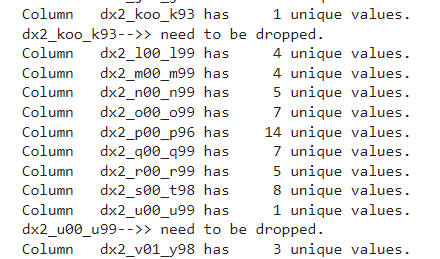 Column dx2_koo_k93 has 1 unique values.
dx2_koo_k93-->> need to be dropped.
Column dx2_l00_l99 has 4 unique values.
Column dx2_m00_m99 has 4 unique values.
Column dx2_n00_n99 has 5 unique values.
Column dx2_o00_o99 has 7 unique values.
Column dx2_p00_p96 has 14 unique values.
Column dx2_q00_q99 has 7 unique values.
Column dx2_r00_r99 has 5 unique values.
Column dx2_s00_t98 has 8 unique values.
Column dx2_u00_u99 has 1 unique values.
dx2_u00_u99-->> need to be dropped.
Column dx2_v01_y98 has 3 unique values.